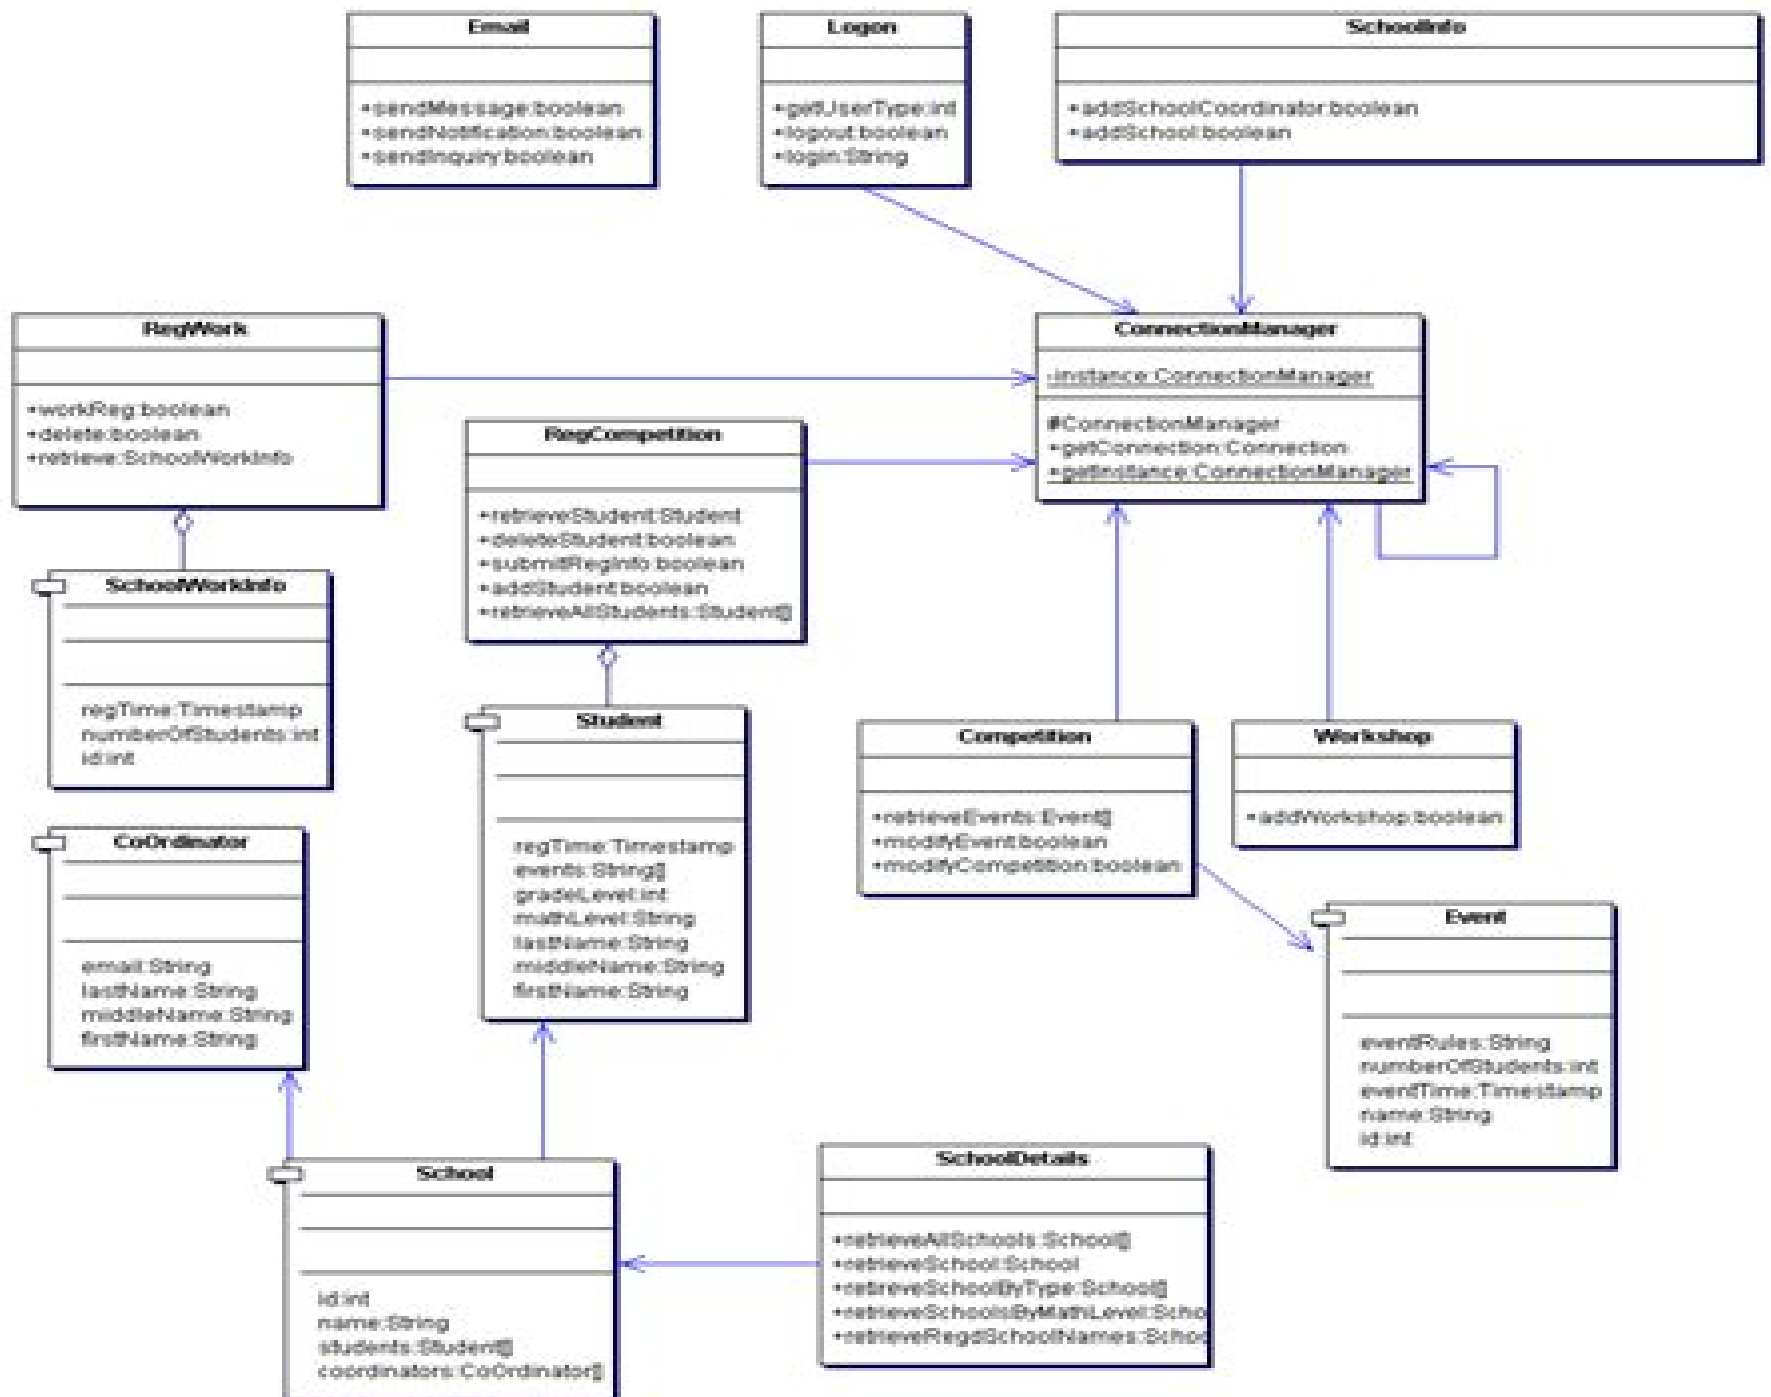 Email
+sendMessage:boolean
+sendNotification:boolean
+sendInquiry:boolean
Logon
+getUserType:int
+logout:boolean
+login:String
SchoolInfo
+addSchoolCoordinator:boolean
+addSchool:boolean
RegWork
+workReg:boolean
+delete:boolean
+retrieve:SchoolWorkInfo
ConnectionManager
-instance:ConnectionManager
#ConnectionManager
+getConnection:Connection
+getInstance:ConnectionManager
RegCompetition
+retrieveStudent:Student
+deleteStudent:boolean
+submitRegInfo:boolean
+addStudent:boolean
+retrieveAllStudents:Student[]
SchoolWorkInfo
regTime:Timestamp
numberOfStudents:int
id:int
Student
regTime:Timestamp
events:String[]
gradeLevel:int
mathLevel:String
lastName:String
middleName:String
firstName:String
Competition
+retrieveEvents:Event[]
+modifyEvent:boolean
+modifyCompetition:boolean
Workshop
+addWorkshop:boolean
CoOrdinator
email:String
lastName:String
middleName:String
firstName:String
Event
eventRules:String
numberOfStudents:int
eventTime:Timestamp
name:String
id:int
School
id:int
name:String
students:Student[]
coordinators:CoOrdinator[]
SchoolDetails
+retrieveAllSchools:School[]
+retrieveSchool:School
+retireveSchoolByType:School[]
+retrieveSchoolsByMathLevel:Scho
+retrieveRegdSchoolNames:Schoo